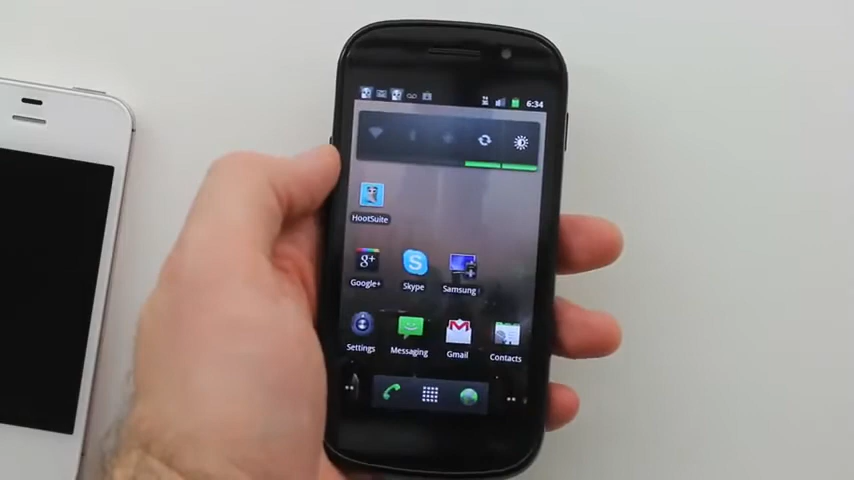 6:34
HootSuite
g+
S
Google+
Skype
Samsung
Settings
Messaging
Gmail
Contacts